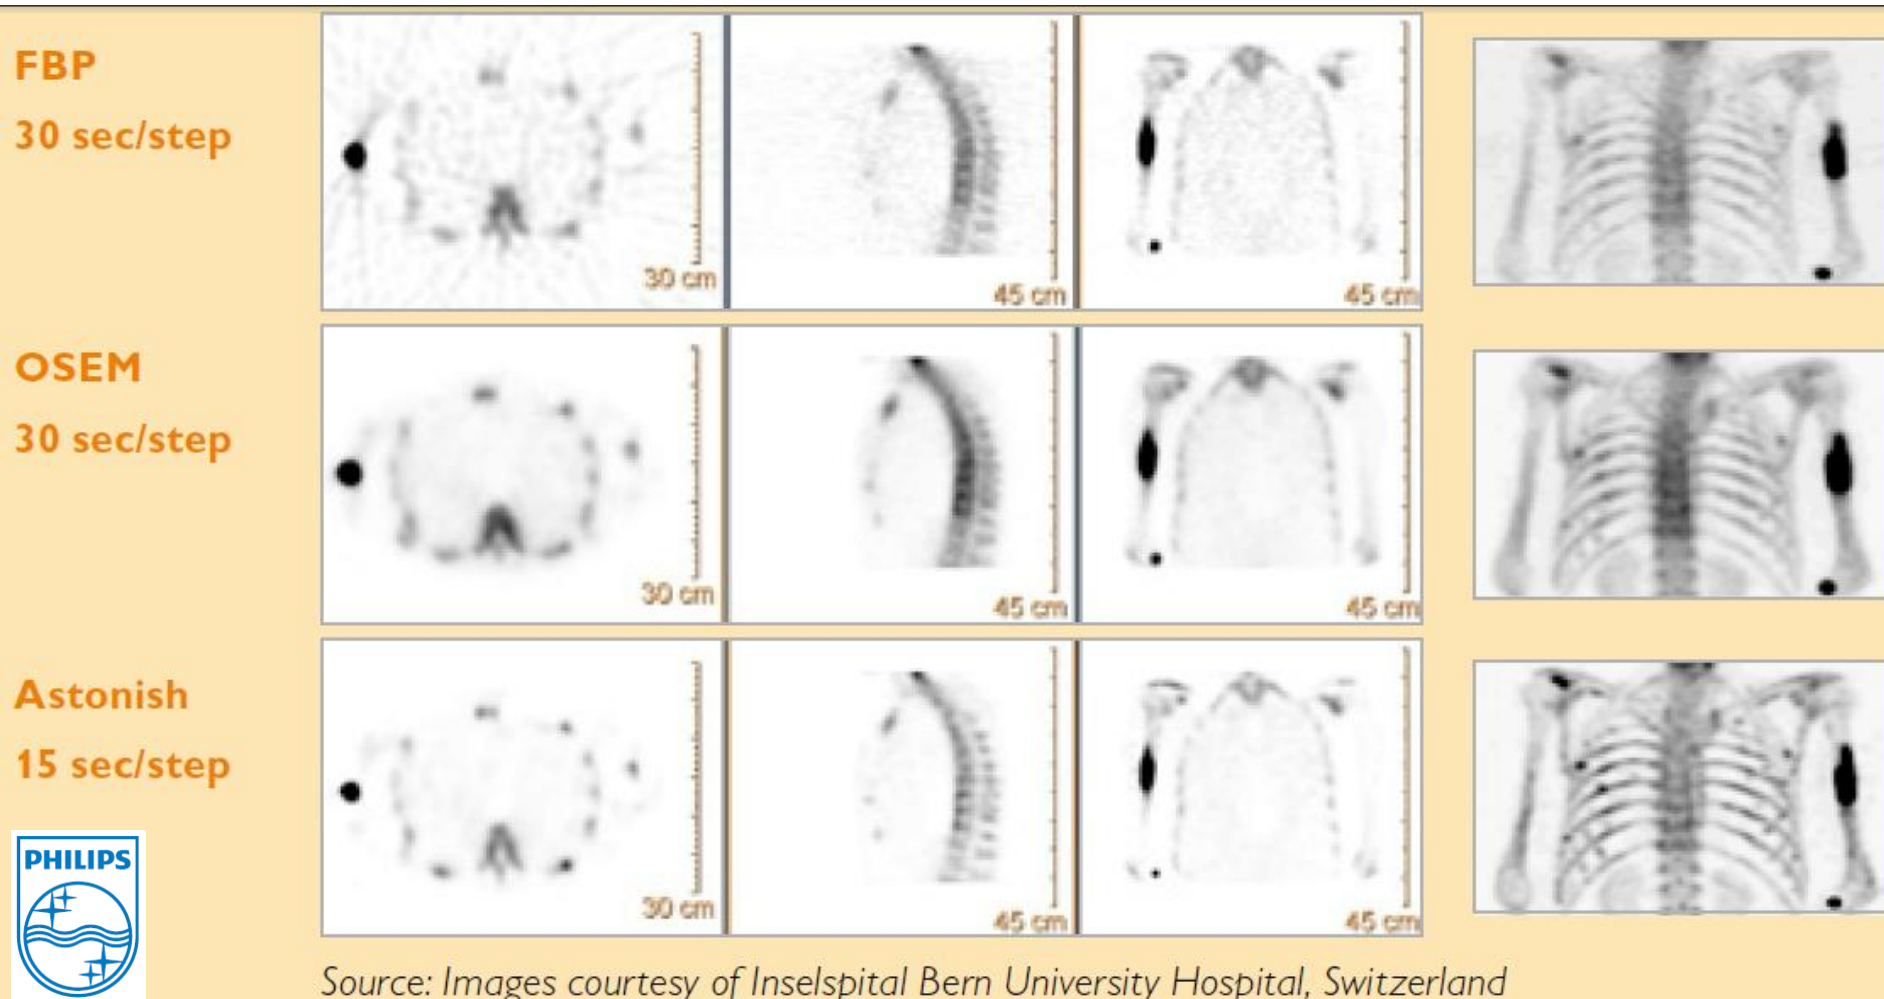 FBP
30 sec/step
30 cm
45 cm
45 cm
OSEM
30 sec/step
30 cm
45 cm
45 cm
Astonish
15 sec/step
30 cm
45 cm
45 cm
PHILIPS
Source: Images courtesy of Inselspital Bern University Hospital, Switzerland